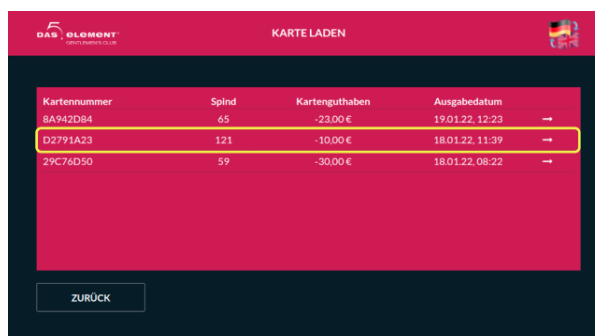 5
DAS ELEMENT
GENTLEMEN'S CLUB
KARTE LADEN
Kartennummer Spind Kartenguthaben Ausgabedatum
8A942D84 65 -23,00 € 19.01.22, 12:23 →
D2791A23 121 -10,00 € 18.01.22, 11:39 →
29C76D50 59 -30,00 € 18.01.22, 08:22 →
ZURÜCK